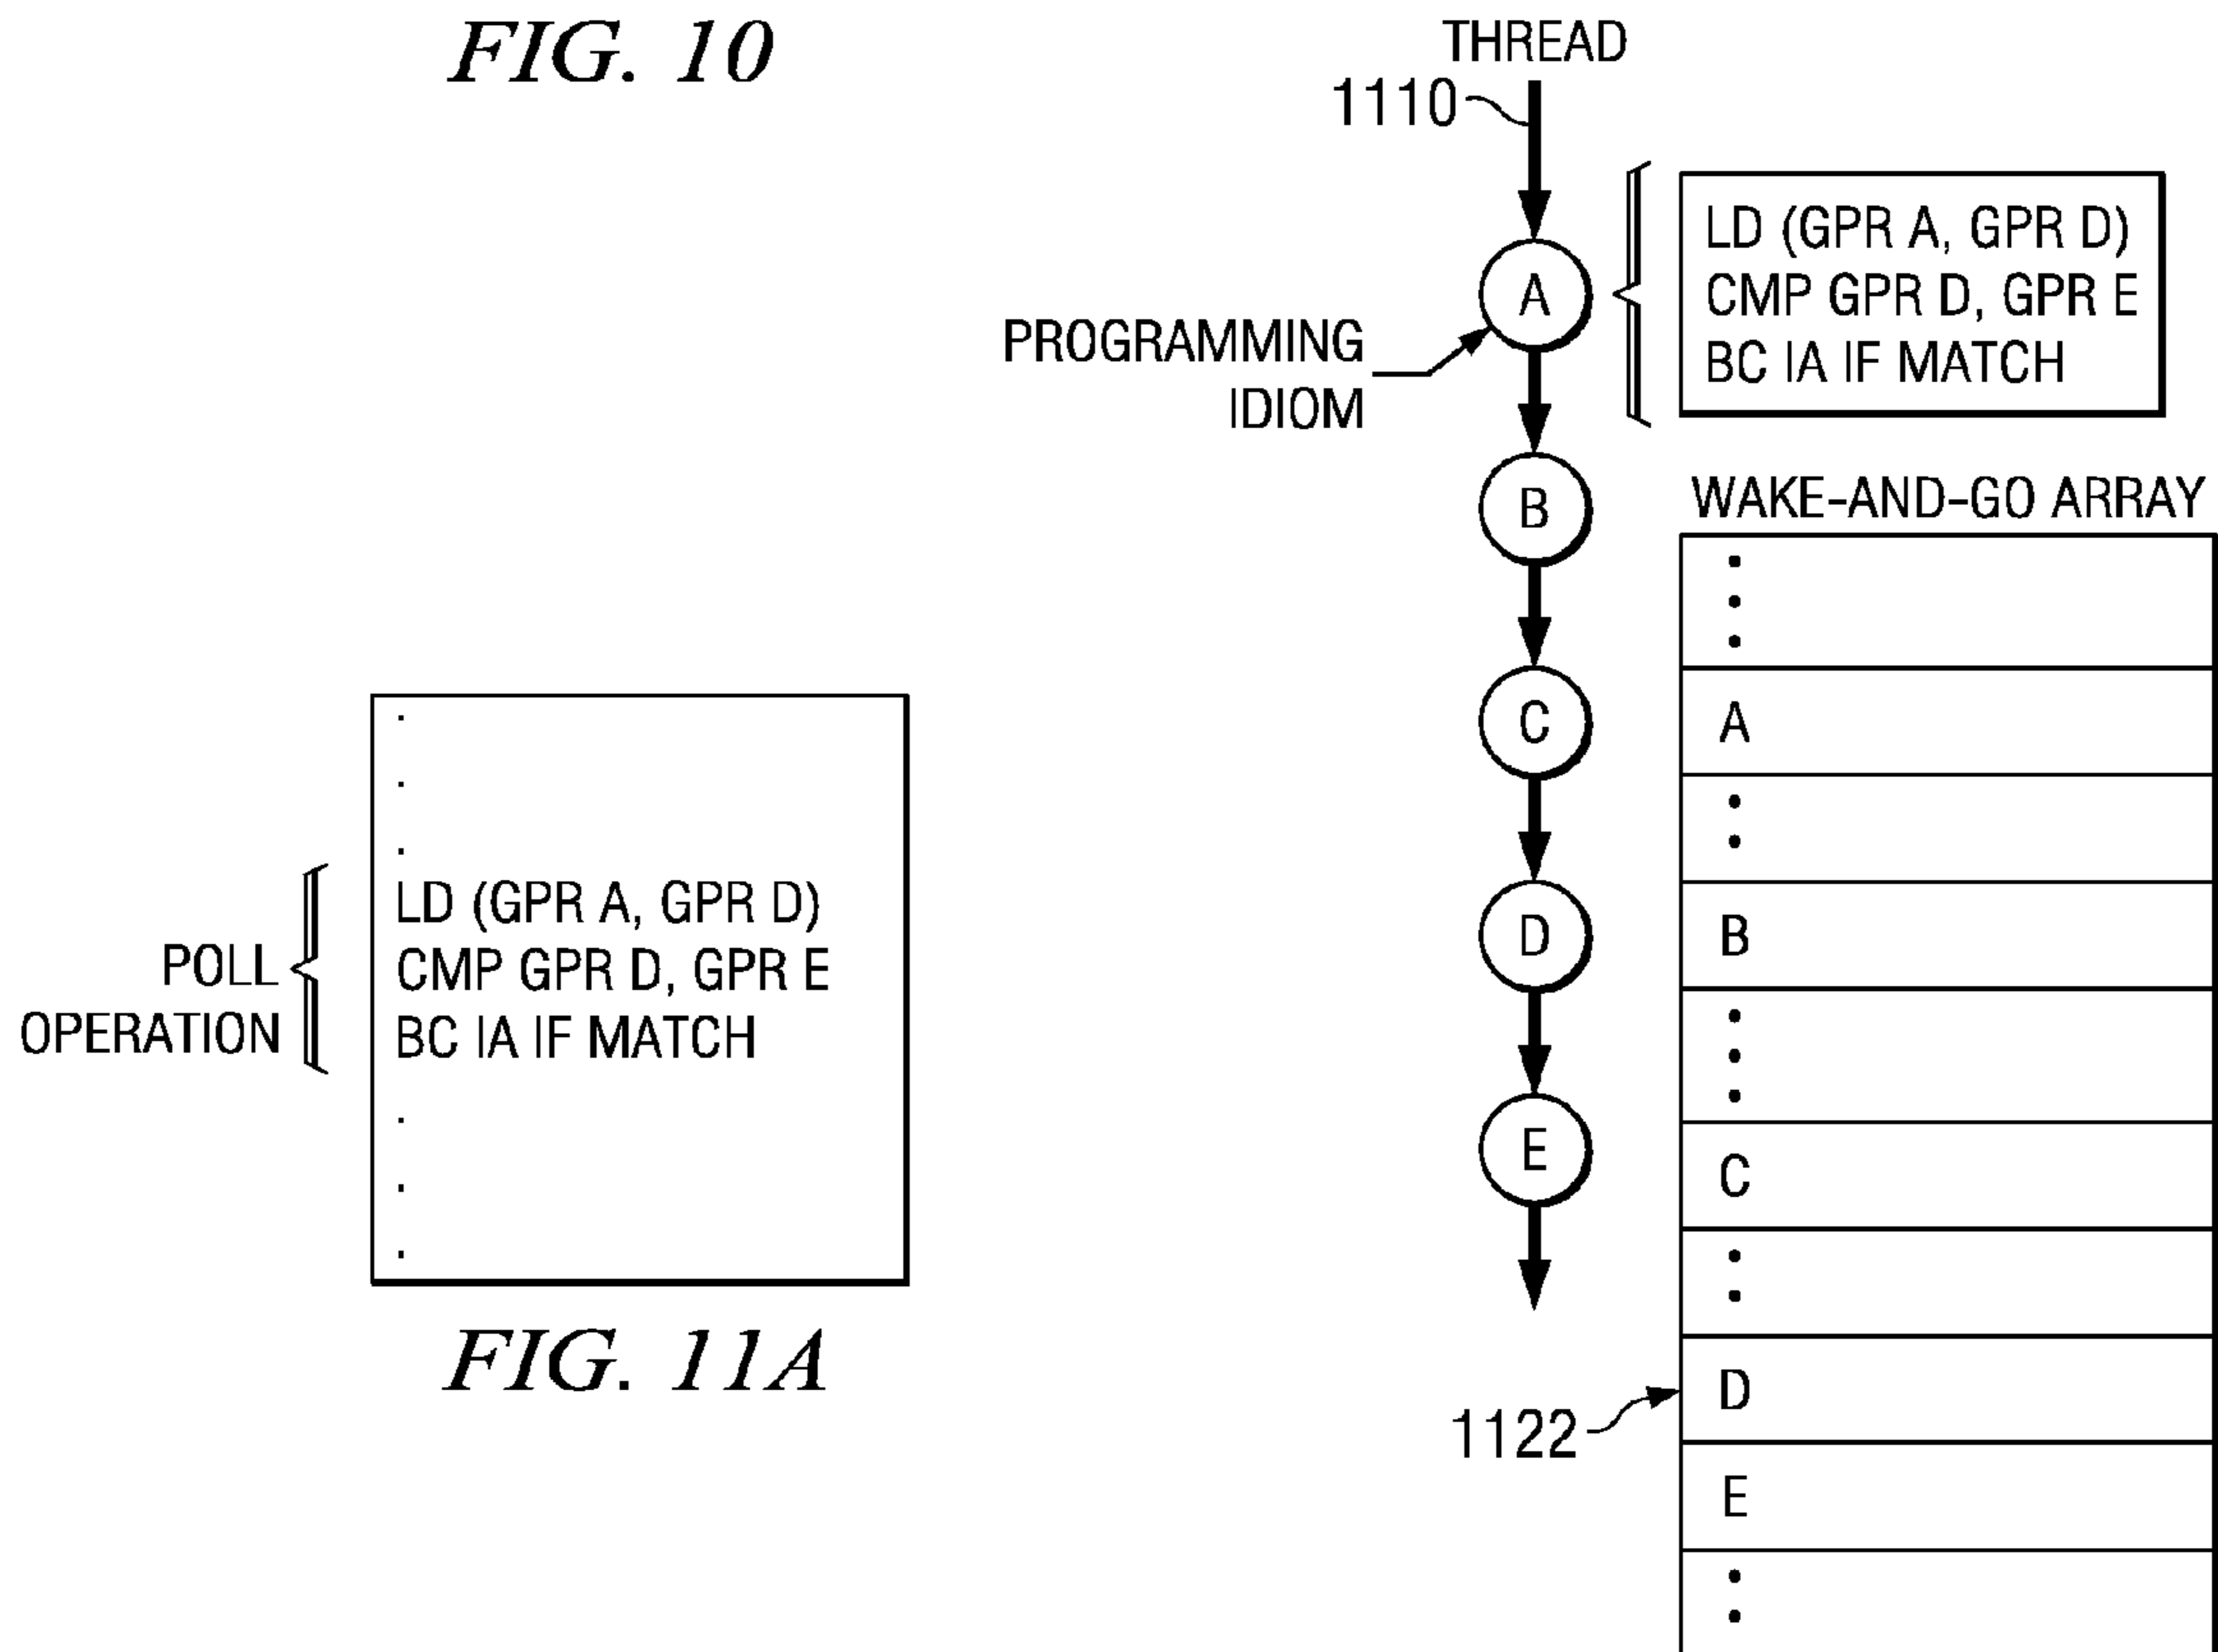 FIG. 10
POLL
OPERATION
.
.
.
LD (GPR A, GPR D)
CMP GPR D, GPR E
BC IA IF MATCH
.
.
.
FIG. 11A
THREAD
1110
PROGRAMMING
IDIOM
A
B
C
D
E
LD (GPR A, GPR D)
CMP GPR D, GPR E
BC IA IF MATCH
WAKE-AND-GO ARRAY
A
B
C
D
E
1122